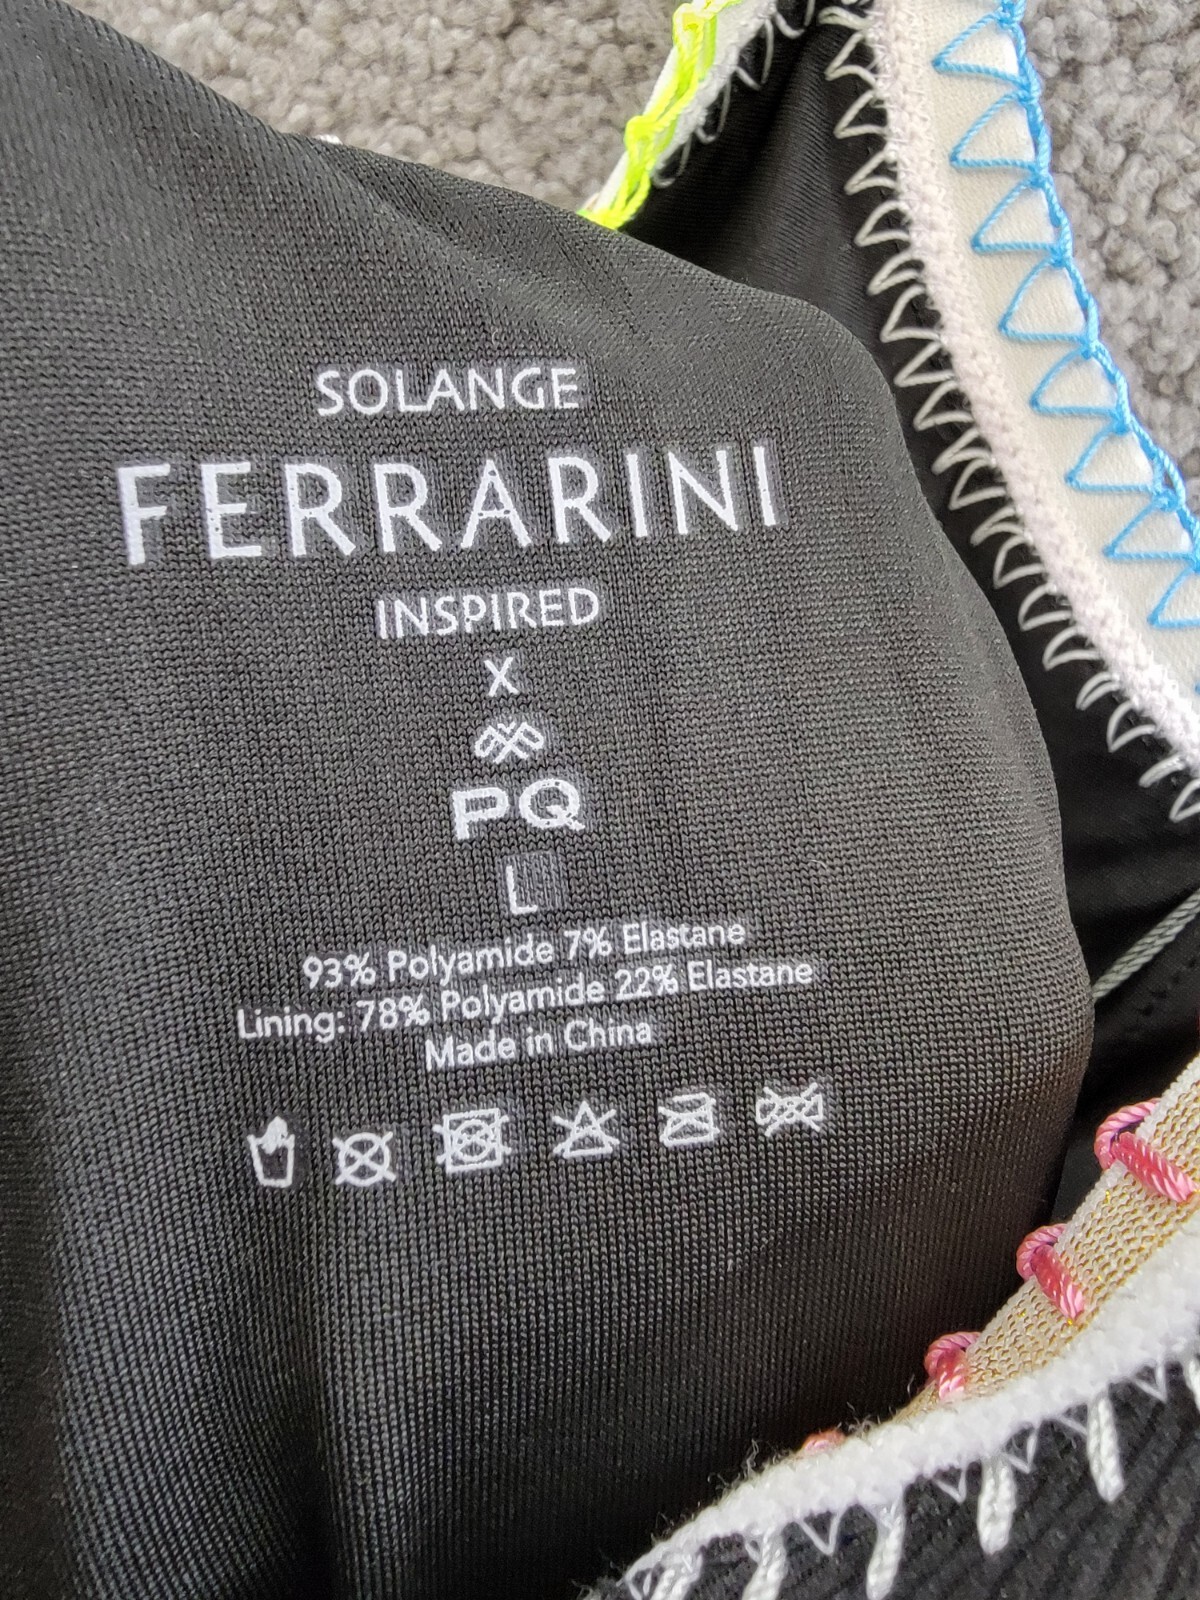 SOLANGE
FERRARINI
INSPIRED
X
PQ
L
93% Polyamide 7% Elastane
Lining: 78% Polyamide 22% Elastane
Made in China